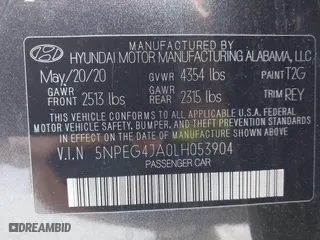 MANUFACTURED BY
HYUNDAI MOTOR MANUFACTURING ALABAMA, LLC
May/20/20 GVWR 4354 lbs PAINT T2G
GAWR FRONT 2513 lbs GAWR REAR 2315 lbs TRIM REY
THIS VEHICLE CONFORMS TO ALL APPLICABLE U.S.A. FEDERAL
MOTOR VEHICLE SAFETY, BUMPER, AND THEFT PREVENTION
STANDARDS IN EFFECT ON THE DATE OF MANUFACTURE
SHOWN ABOVE.
V.I.N 5NPEG4JA0LH053904
PASSENGER CAR
DREAMBID
dreambid.com